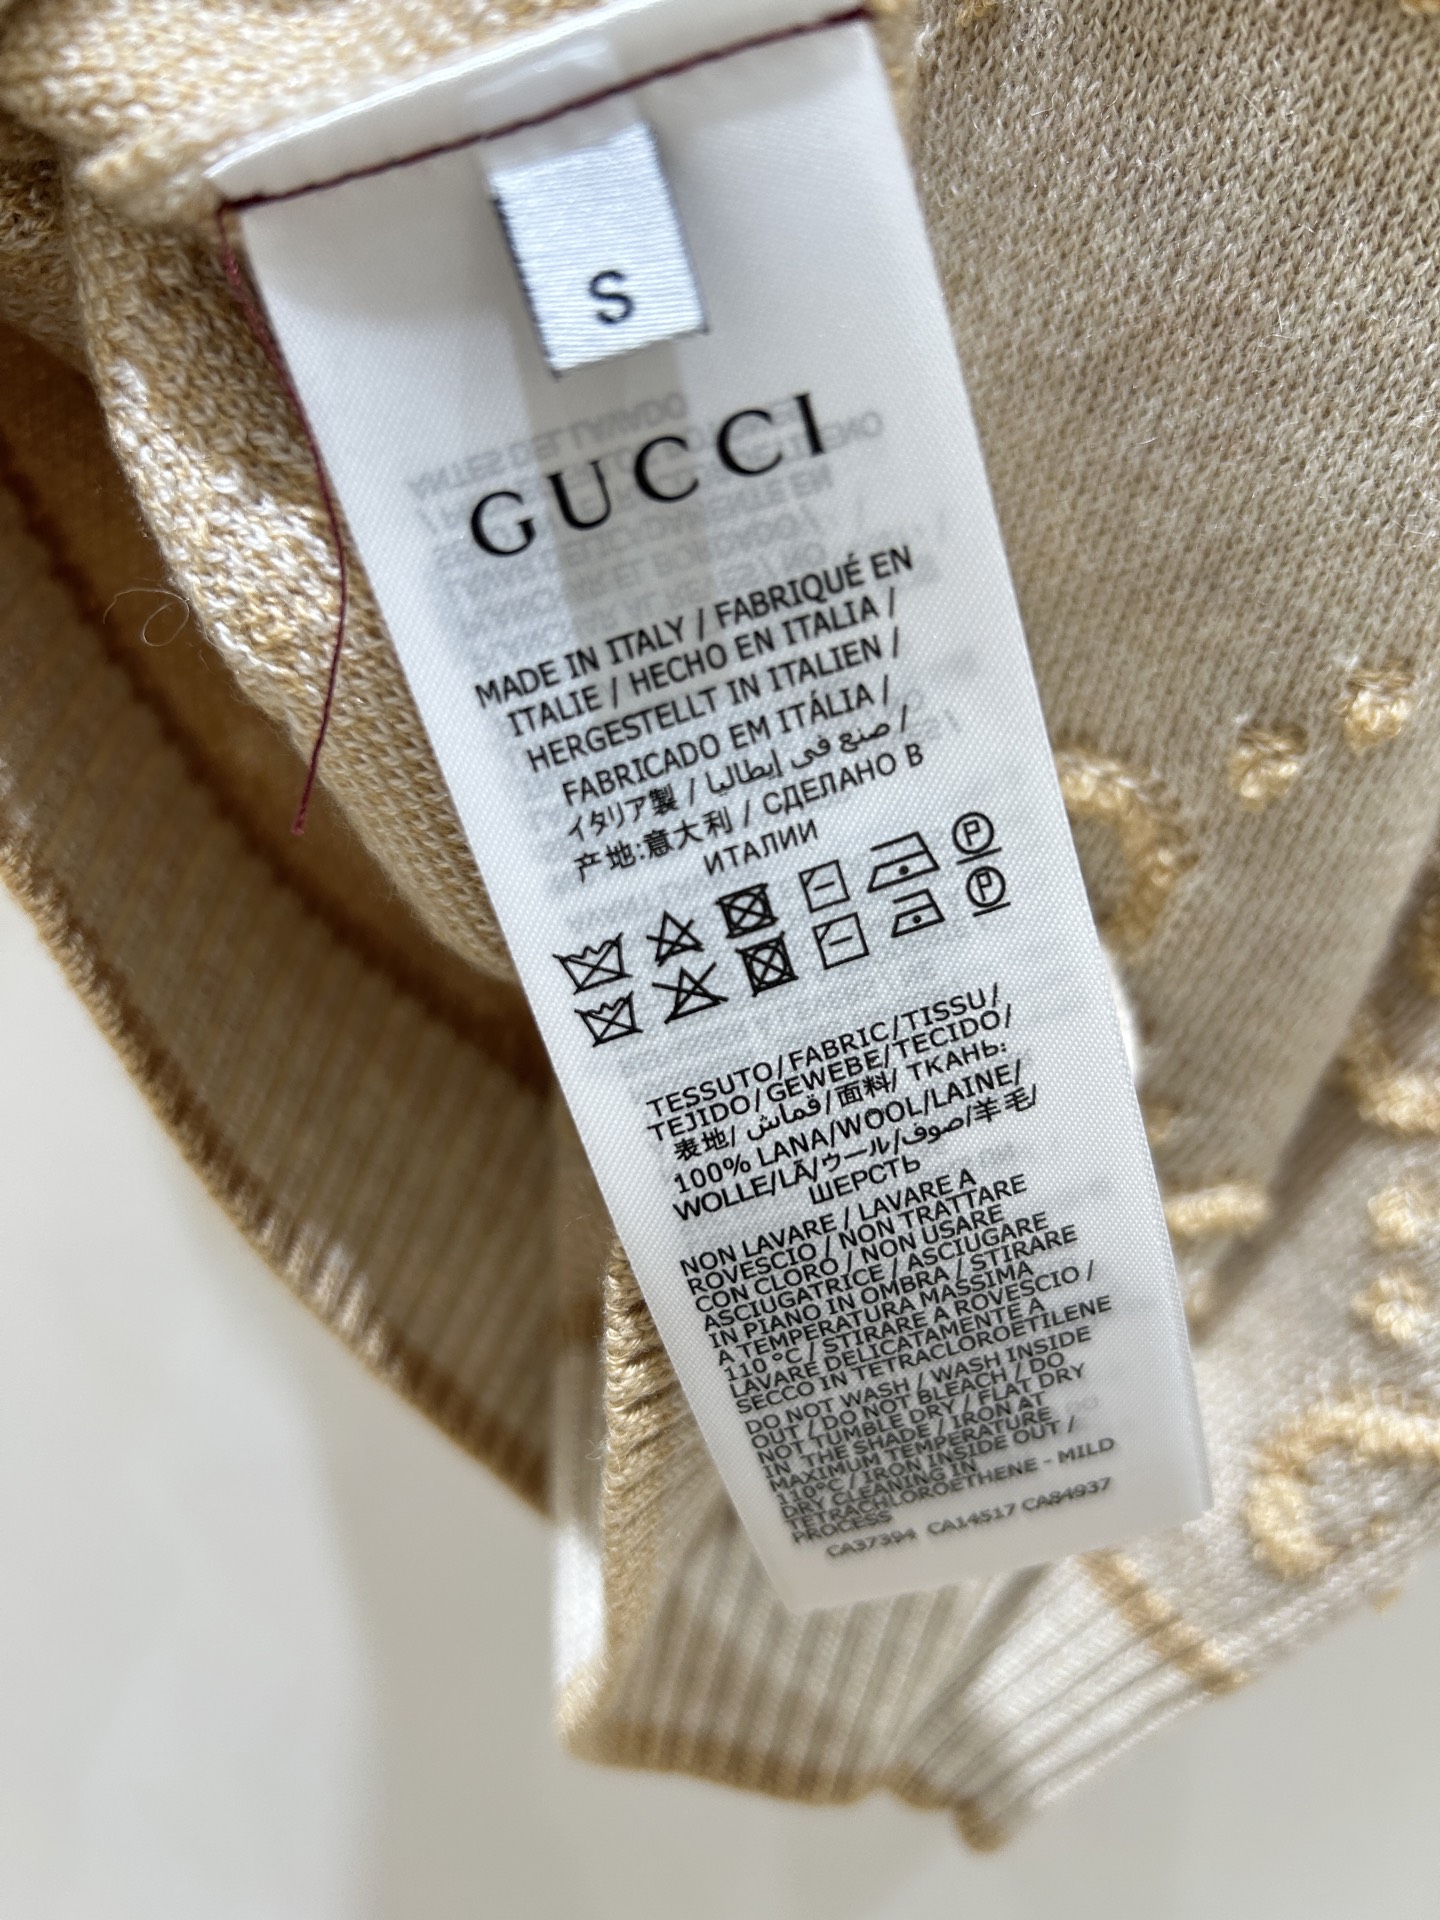 S
GUCCI
MADE IN ITALY / FABRIQUÉ EN
ITALIE / HECHO EN ITALIA /
HERGESTELLT IN ITALIEN /
FABRICADO EM ITÁLIA /
イタリア製 / صنع في إيطاليا /
产地:意大利 / СДЕЛАНО В
ИТАЛИИ
P
P
TESSUTO/FABRIC/TISSU/
TEJIDO/GEWEBE/TECIDO/
表地/ قماش/面料/ ТКАНЬ:
100% LANA/WOOL/LAINE/
WOLLE/LÃ/ウール/صوف/羊毛/
ШЕРСТЬ
NON LAVARE / LAVARE A
ROVESCIO / NON TRATTARE
CON CLORO / NON USARE
ASCIUGATRICE / ASCIUGARE
IN PIANO IN OMBRA / STIRARE
A TEMPERATURA MASSIMA
110 °C / STIRARE A ROVESCIO /
LAVARE DELICATAMENTE A
SECCO IN TETRACLOROETILENE
DO NOT WASH / WASH INSIDE
OUT / DO NOT BLEACH / DO
NOT TUMBLE DRY / FLAT DRY
IN THE SHADE / IRON AT
MAXIMUM TEMPERATURE
110°C / IRON INSIDE OUT /
DRY CLEANING IN
TETRACHLOROETHENE - MILD
PROCESS
CA37394 CA14517 CA84937